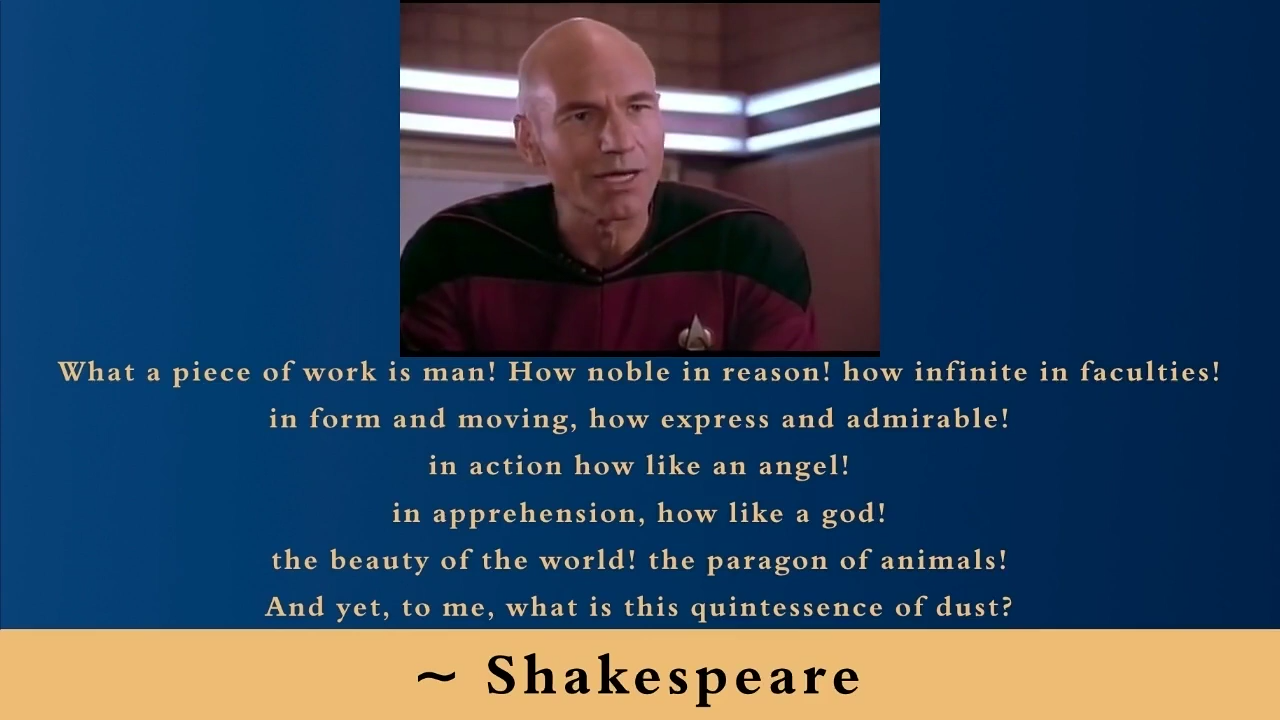 What a piece of work is man! How noble in reason! how infinite in faculties!
in form and moving, how express and admirable!
in action how like an angel!
in apprehension, how like a god!
the beauty of the world! the paragon of animals!
And yet, to me, what is this quintessence of dust?
~ Shakespeare